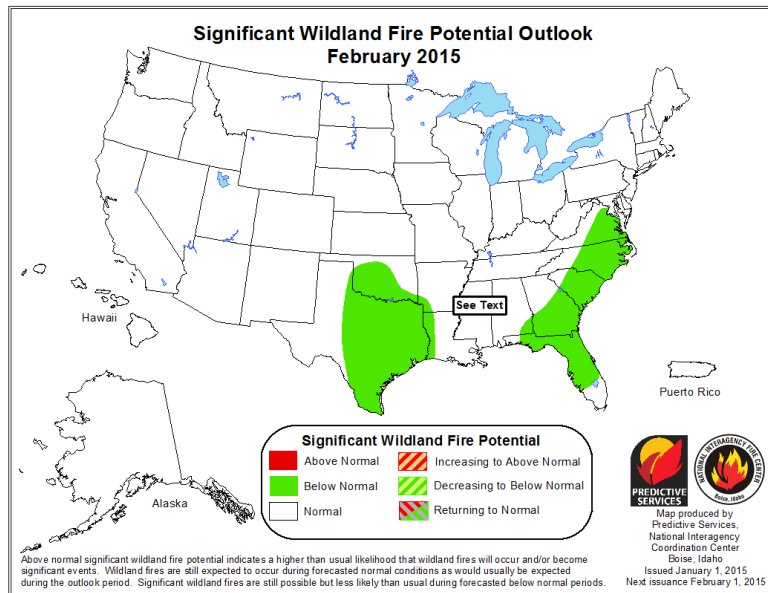 Significant Wildland Fire Potential Outlook
February 2015
See Text
Hawaii
Puerto Rico
Alaska
Significant Wildland Fire Potential
Above Normal
Increasing to Above Normal
Below Normal
Decreasing to Below Normal
Normal
Returning to Normal
PREDICTIVE
SERVICES
NATIONAL INTERAGENCY FIRE CENTER
Boise, Idaho
Map produced by
Predictive Services,
National Interagency
Coordination Center
Boise, Idaho
Issued January 1, 2015
Next issuance February 1, 2015
Above normal significant wildland fire potential indicates a higher than usual likelihood that wildland fires will occur and/or become
significant events. Wildland fires are still expected to occur during forecasted normal conditions as would usually be expected
during the outlook period. Significant wildland fires are still possible but less likely than usual during forecasted below normal periods.